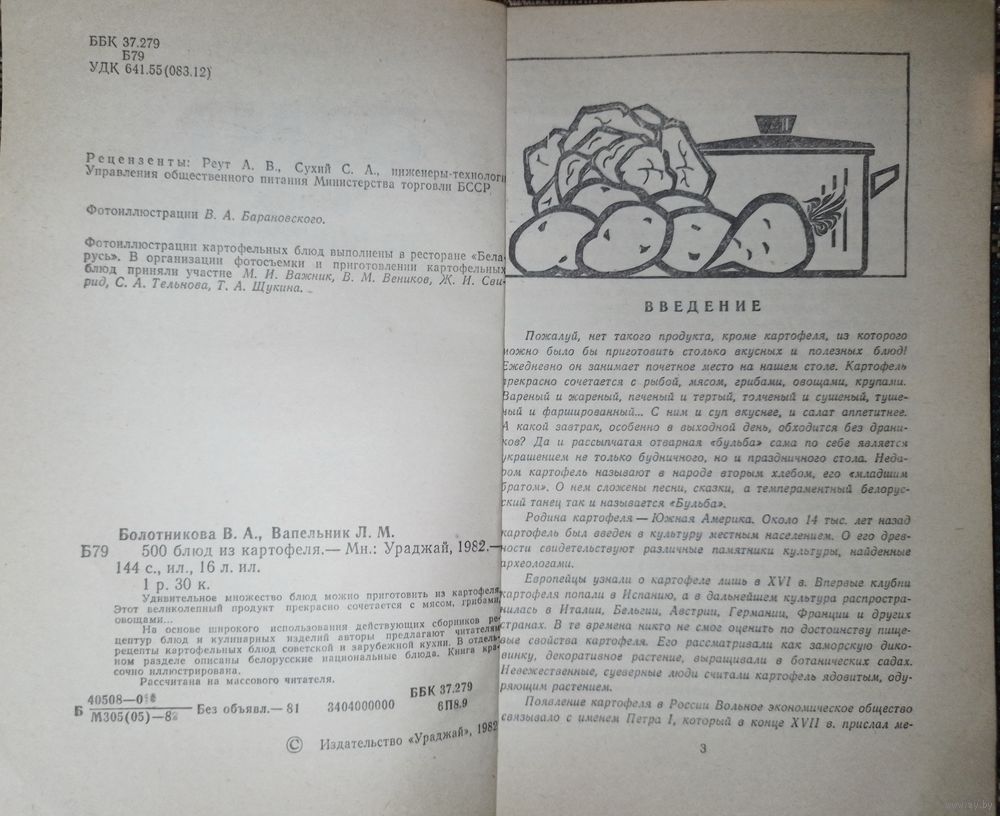 ББК 37.279
Б79
УДК 641.55(083.12)
Рецензенты: Реут А. В., Сухий С. А., инженеры-технологи
Управления общественного питания Министерства торговли БССР
Фотоиллюстрации В. А. Барановского.
Фотоиллюстрации картофельных блюд выполнены в ресторане «Бела-
русь». В организации фотосъемки и приготовлении картофельных
блюд приняли участие М. И. Важник, В. М. Веников, Ж. И. Сви-
рид, С. А. Тельнова, Т. А. Щукина.
Болотникова В. А., Вапельник Л. М.
Б79 500 блюд из картофеля.— Мн.: Ураджай, 1982.—
144 с., ил., 16 л. ил.
1 р. 30 к.
Удивительное множество блюд можно приготовить из картофеля.
Этот великолепный продукт прекрасно сочетается с мясом, грибами,
овощами...
На основе широкого использования действующих сборников ре-
цептур блюд и кулинарных изделий авторы предлагают читателям
рецепты картофельных блюд советской и зарубежной кухни. В отдель-
ном разделе описаны белорусские национальные блюда. Книга кра-
сочно иллюстрирована.
Рассчитана на массового читателя.
Б 40508—0
М305(05)—8 Без объявл.—81 3404000000
ББК 37.279
6П8.9
© Издательство «Ураджай», 1982
ВВЕДЕНИЕ
Пожалуй, нет такого продукта, кроме картофеля, из которого
можно было бы приготовить столько вкусных и полезных блюд!
Ежедневно он занимает почетное место на нашем столе. Картофель
прекрасно сочетается с рыбой, мясом, грибами, овощами, крупами.
Вареный и жареный, печеный и тертый, толченый и сушеный, туше-
ный и фаршированный... С ним и суп вкуснее, и салат аппетитнее.
А какой завтрак, особенно в выходной день, обходится без драни-
ков? Да и рассыпчатая отварная «бульба» сама по себе является
украшением не только будничного, но и праздничного стола. Неда-
ром картофель называют в народе вторым хлебом, его «младшим
братом». О нем сложены песни, сказки, а темпераментный белорус-
ский танец так и называется «Бульба».
Родина картофеля — Южная Америка. Около 14 тыс. лет назад
картофель был введен в культуру местным населением. О его древ-
ности свидетельствуют различные памятники культуры, найденные
археологами.
Европейцы узнали о картофеле лишь в XVI в. Впервые клубни
картофеля попали в Испанию, а в дальнейшем культура распростра-
нилась в Италии, Бельгии, Австрии, Германии, Франции и других
странах. В те времена никто не смог оценить по достоинству пище-
вые свойства картофеля. Его рассматривали как заморскую дико-
винку, декоративное растение, выращивали в ботанических садах.
Невежественные, суеверные люди считали картофель ядовитым, оду-
ряющим растением.
Появление картофеля в России Вольное экономическое общество
связывало с именем Петра I, который в конце XVII в. прислал ме-
3
www.ay.by